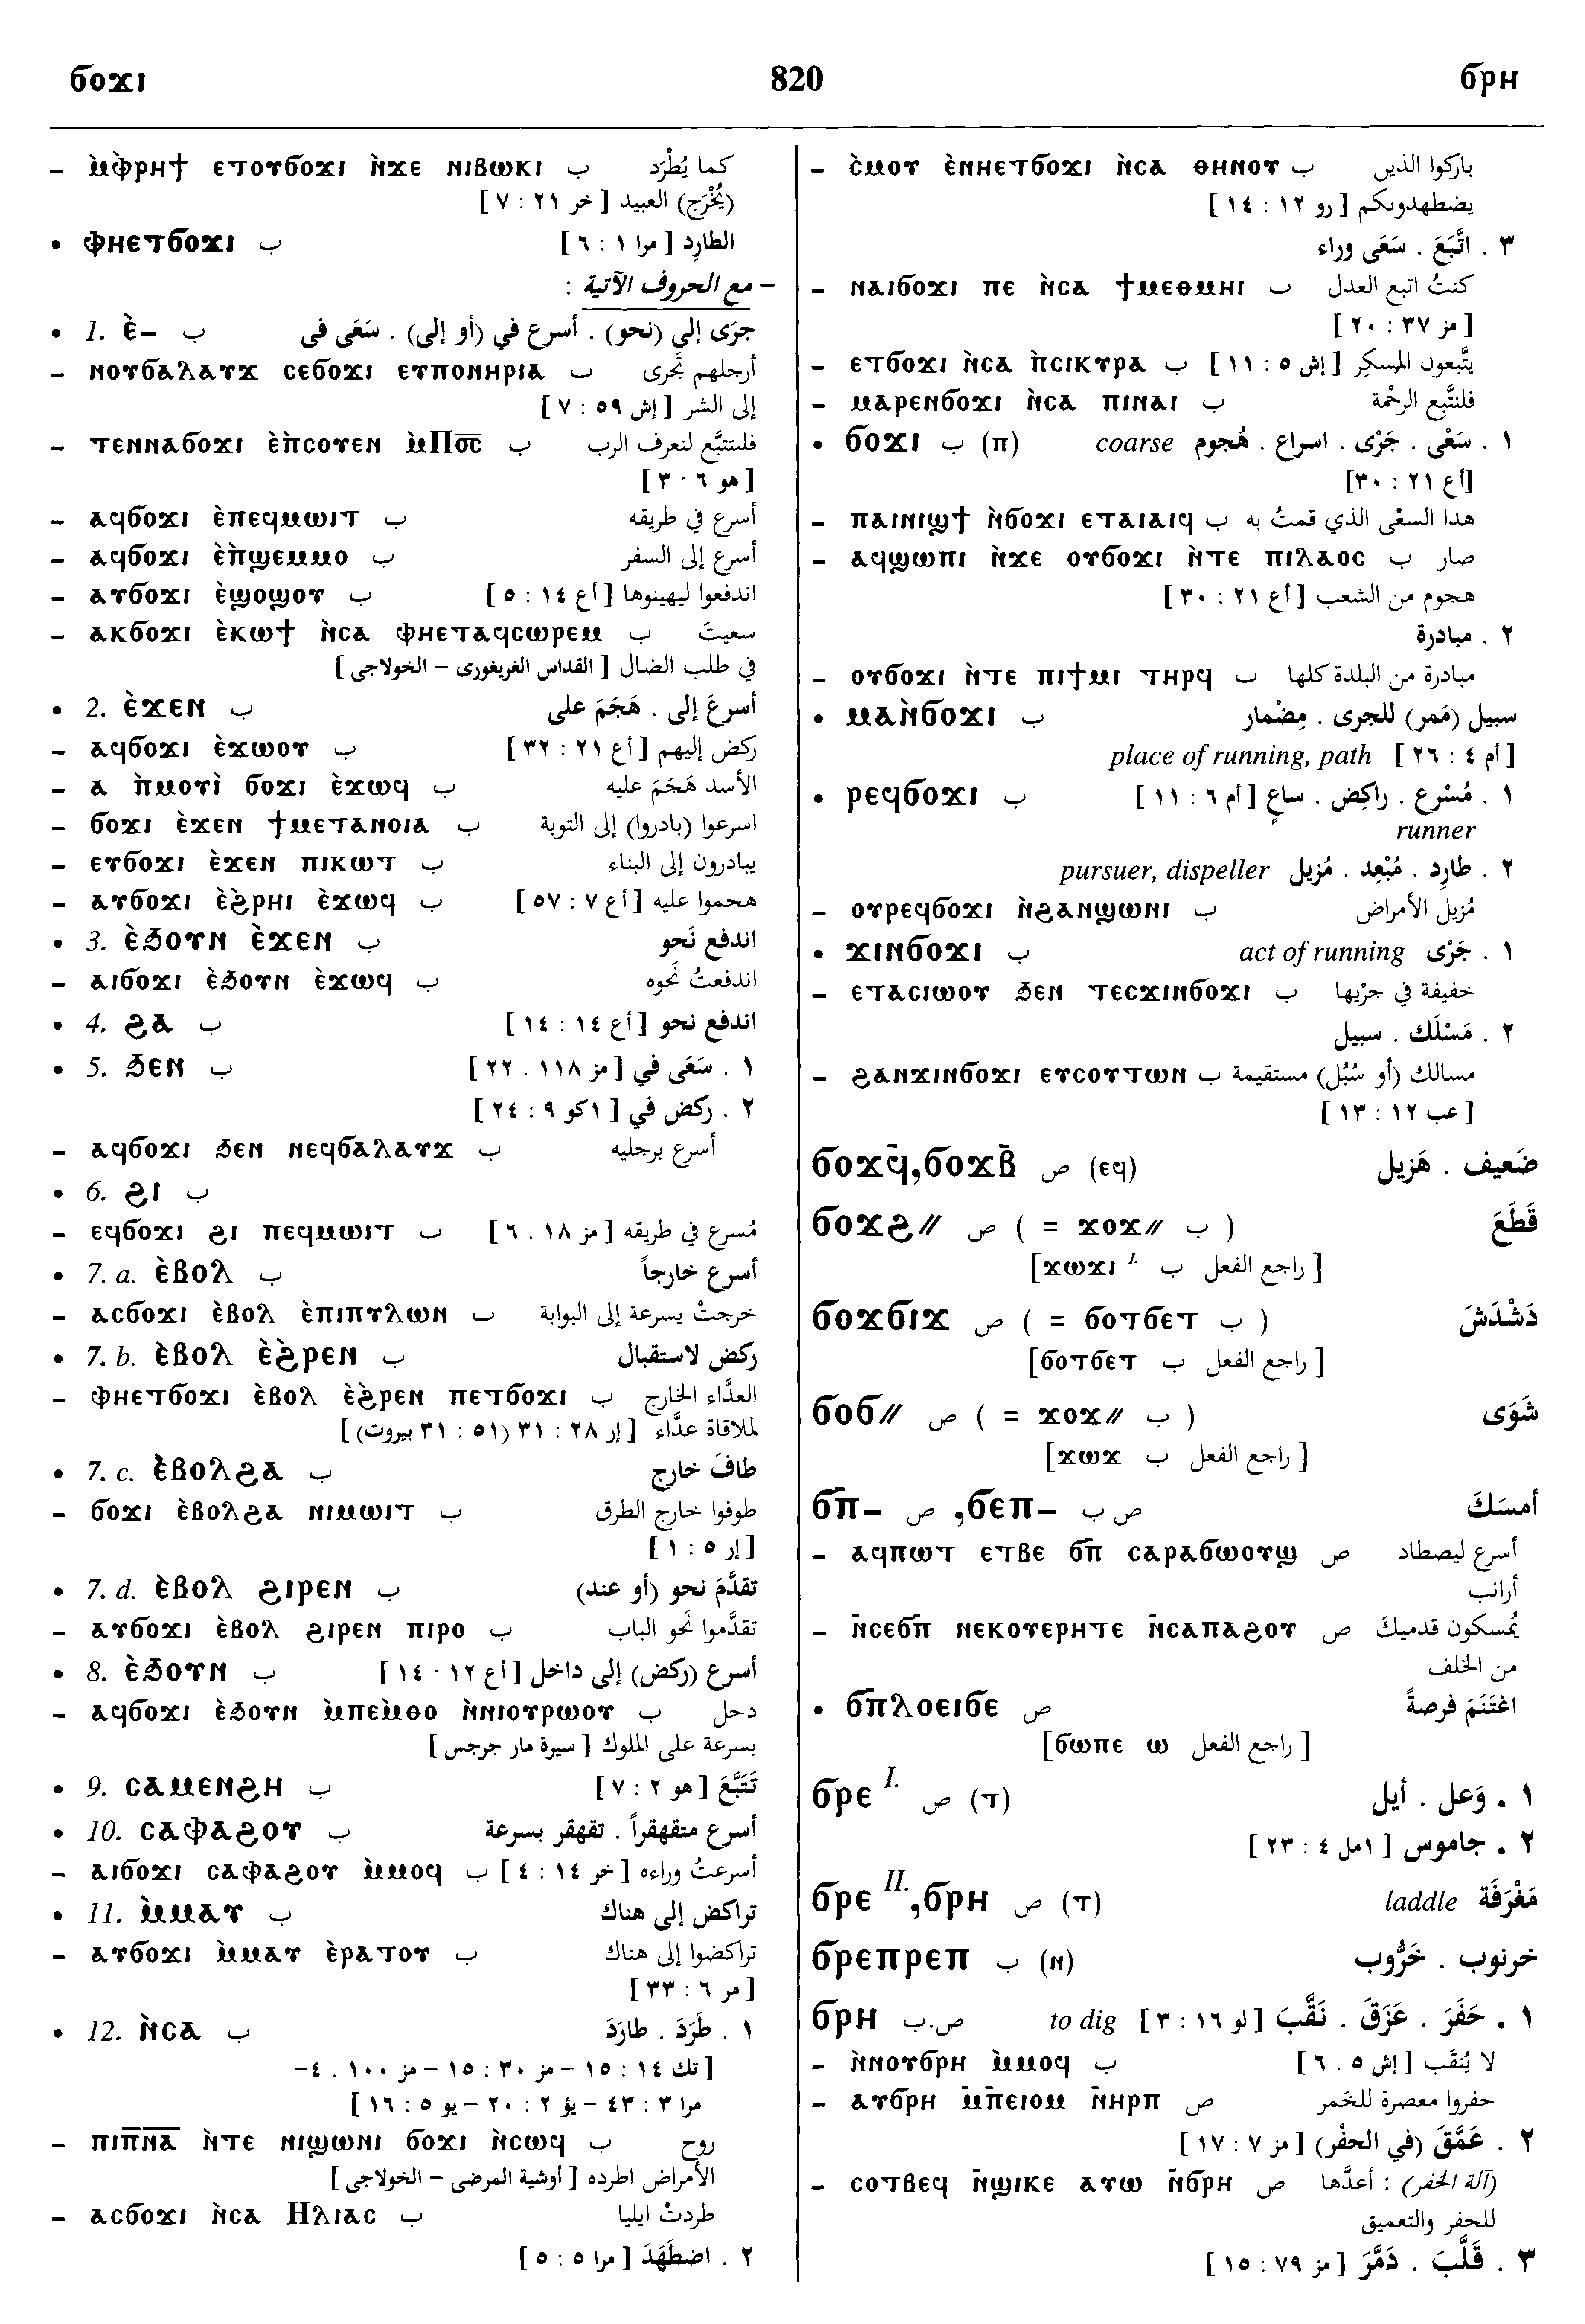 ϭⲟϫⲓ 820 ϭⲣⲏ
– ⲙ̀ⲫⲣⲏϯ ⲉⲧⲟⲩϭⲟϫⲓ ⲛ̀ϫⲉ ⲛⲓⲃⲱⲕⲓ ب كما يُطْرَد
(يُخْرَج) العبيد [ خر ٢١ : ٧ ]
• ⲫⲏⲉⲧϭⲟϫⲓ ب الطارِد [ مرا ١ : ٦ ]
– مع الحروف الآتية :
• 1. ⲉ̀– ب جرَى إلى (نحو) . أسرع في (أو إلى) . سَعَى فى
– ⲛⲟⲩϭⲁⲗⲁⲩϫ ⲥⲉϭⲟϫⲓ ⲉⲩⲡⲟⲛⲏⲣⲓⲁ ب أرجلهم تَجرى
إلى الشر [ إش ٥٩ : ٧ ]
– ⲧⲉⲛⲛⲁϭⲟϫⲓ ⲉ̀ⲡ̀ⲥⲟⲩⲉⲛ ⲙ̀Ⲡⲟ̅ⲥ̅ ب فلنتتبَّع لنعرف الرب
[ هو ٦ : ٣ ]
– ⲁϥϭⲟϫⲓ ⲉ̀ⲡⲉϥⲙⲱⲓⲧ ب أسرع في طريقه
– ⲁϥϭⲟϫⲓ ⲉ̀ⲡ̀ϣⲉⲙⲙⲟ ب أسرع إلى السفر
– ⲁⲩϭⲟϫⲓ ⲉ̀ϣⲟϣⲟⲩ ب اندفعوا ليهينوها [ أع ١٤ : ٥ ]
– ⲁⲕϭⲟϫⲓ ⲉ̀ⲕⲱϯ ⲛ̀ⲥⲁ ⲫⲏⲉⲧⲁϥⲥⲱⲣⲉⲙ ب سعيتَ
في طلب الضال [ القداس الغريغورى – الخولاجى ]
• 2. ⲉ̀ϫⲉⲛ ب أسرعَ إلى . هَجَمَ على
– ⲁϥϭⲟϫⲓ ⲉ̀ϫⲱⲟⲩ ب ركض إليهم [ أع ٢١ : ٣٢ ]
– ⲁ ⲡ̀ⲙⲟⲩⲓ̀ ϭⲟϫⲓ ⲉ̀ϫⲱϥ ب الأسد هَجَمَ عليه
– ϭⲟϫⲓ ⲉ̀ϫⲉⲛ ϯⲙⲉⲧⲁⲛⲟⲓⲁ ب اسرعوا (بادروا) إلى التوبة
– ⲉⲩϭⲟϫⲓ ⲉ̀ϫⲉⲛ ⲡⲓⲕⲱⲧ ب يبادرون إلى البناء
– ⲁⲩϭⲟϫⲓ ⲉ̀ϩ̀ⲣⲏⲓ ⲉ̀ϫⲱϥ ب هجموا عليه [ أع ٧ : ٥٧ ]
• 3. ⲉ̀ϧⲟⲩⲛ ⲉ̀ϫⲉⲛ ب اندفع نَحو
– ⲁⲓϭⲟϫⲓ ⲉ̀ϧⲟⲩⲛ ⲉ̀ϫⲱϥ ب اندفعتُ نَحوه
• 4. ϩⲁ ب اندفع نحو [ أع ١٤ : ١٤ ]
• 5. ϧⲉⲛ ب ١ . سَعَى في [ مز ١١٨ . ٢٢ ]
٢ . ركض في [ ١كو ٩ : ٢٤ ]
– ⲁϥϭⲟϫⲓ ϧⲉⲛ ⲛⲉϥϭⲁⲗⲁⲩϫ ب أسرع برجليه
• 6. ϩⲓ ب
– ⲉϥϭⲟϫⲓ ϩⲓ ⲡⲉϥⲙⲱⲓⲧ ب مُسرع في طريقه [ مز ١٨ . ٦ ]
• 7. a. ⲉ̀ⲃⲟⲗ ب أسرع خارجاً
– ⲁⲥϭⲟϫⲓ ⲉ̀ⲃⲟⲗ ⲉ̀ⲡⲓⲡⲩⲗⲱⲛ ب خرجتْ بسرعة إلى البوابة
• 7. b. ⲉ̀ⲃⲟⲗ ⲉ̀ϩ̀ⲣⲉⲛ ب ركض لاستقبال
– ⲫⲏⲉⲧϭⲟϫⲓ ⲉ̀ⲃⲟⲗ ⲉ̀ϩ̀ⲣⲉⲛ ⲡⲉⲧϭⲟϫⲓ ب العدَّاء الخارج
لملاقاة عدَّاء [ إر ٢٨ : ٣١ (٥١ : ٣١ بيروت) ]
• 7. c. ⲉ̀ⲃⲟⲗϩⲁ ب طافَ خارج
– ϭⲟϫⲓ ⲉ̀ⲃⲟⲗϩⲁ ⲛⲓⲙⲱⲓⲧ ب طوفوا خارج الطرق
[ إر ٥ : ١ ]
• 7. d. ⲉ̀ⲃⲟⲗ ϩⲓⲣⲉⲛ ب تقدَّمَ نحو (أو عند)
– ⲁⲩϭⲟϫⲓ ⲉ̀ⲃⲟⲗ ϩⲓⲣⲉⲛ ⲡⲓⲣⲟ ب تقدَّموا نَحو الباب
• 8. ⲉ̀ϧⲟⲩⲛ ب أسرع (ركض) إلى داخل [ أع ١٢ : ١٤ ]
– ⲁϥϭⲟϫⲓ ⲉ̀ϧⲟⲩⲛ ⲙ̀ⲡⲉⲙ̀ⲑⲟ ⲛ̀ⲛⲓⲟⲩⲣⲱⲟⲩ ب دخل
بسرعة على الملوك [ سيرة مار جرجس ]
• 9. ⲥⲁⲙⲉⲛϩⲏ ب تَتَبَّعَ [ هو ٢ : ٧ ]
• 10. ⲥⲁⲫⲁϩⲟⲩ ب أسرع متقهقراً . تقهقر بسرعة
– ⲁⲓϭⲟϫⲓ ⲥⲁⲫⲁϩⲟⲩ ⲙ̀ⲙⲟϥ ب أسرعتُ وراءه [ خر ١٤ : ٤ ]
• 11. ⲙ̀ⲙⲁⲩ ب تراكض إلى هناك
– ⲁⲩϭⲟϫⲓ ⲙ̀ⲙⲁⲩ ⲉ̀ⲣⲁⲧⲟⲩ ب تراكضوا إلى هناك
[ مر ٦ : ٣٣ ]
• 12. ⲛ̀ⲥⲁ ب ١ . طَرَدَ . طارَدَ
[ تك ١٤ : ١٥ – مز ٣٠ : ١٥ – مز ١٠٠ . ٤–
مرا ٣ : ٤٣ – يؤ ٢ : ٢٠ – يو ٥ : ١٦ ]
– ⲡⲓⲡ̅ⲛ̅ⲁ̅ ⲛ̀ⲧⲉ ⲛⲓϣⲱⲛⲓ ϭⲟϫⲓ ⲛ̀ⲥⲱϥ ب روح
الأمراض اطرده [ أوشية المرضى – الخولاجى ]
– ⲁⲥϭⲟϫⲓ ⲛ̀ⲥⲁ Ⲏⲗⲓⲁⲥ ب طردتْ ايليا
٢ . اضطَهَدَ [ مرا ٥ : ٥ ]
– ⲥ̀ⲙⲟⲩ ⲉ̀ⲛⲏⲉⲧϭⲟϫⲓ ⲛ̀ⲥⲁ ⲑⲏⲛⲟⲩ ب باركوا الذين
يضطهدونكم [ رو ١٢ : ١٤ ]
٣ . اتَّبَعَ . سَعَى وراء
– ⲛⲁⲓϭⲟϫⲓ ⲡⲉ ⲛ̀ⲥⲁ ϯⲙⲉⲑⲙⲏⲓ ب كنتُ اتبع العدل
[ مز ٣٧ : ٢٠ ]
– ⲉⲧϭⲟϫⲓ ⲛ̀ⲥⲁ ⲡ̀ⲥⲓⲕⲩⲣⲁ ب يتَّبعون المُسكِر [ إش ٥ : ١١ ]
– ⲙⲁⲣⲉⲛϭⲟϫⲓ ⲛ̀ⲥⲁ ⲡⲓⲛⲁⲓ ب فلنتَّبع الرحْمة
• ϭⲟϫⲓ ب (ⲡ) ١ . سَعْى . جَرْى . اسراع . هُجوم coarse
[أع ٢١ : ٣٠]
– ⲡⲁⲓⲛⲓϣϯ ⲛ̀ϭⲟϫⲓ ⲉⲧⲁⲓⲁⲓϥ ب هذا السعْى الذي قمتُ به
– ⲁϥϣⲱⲡⲓ ⲛ̀ϫⲉ ⲟⲩϭⲟϫⲓ ⲛ̀ⲧⲉ ⲡⲓⲗⲁⲟⲥ ب صار
هجوم من الشعب [ أع ٢١ : ٣٠ ]
٢ . مبادرة
– ⲟⲩϭⲟϫⲓ ⲛ̀ⲧⲉ ⲡⲓϯⲙⲓ ⲧⲏⲣϥ ب مبادرة من البلدة كلها
• ⲙⲁⲛ̀ϭⲟϫⲓ ب سبيل (مَمر) للجرى . مِضْمار
place of running, path [ أم ٤ : ٢٦ ]
• ⲣⲉϥϭⲟϫⲓ ب ١ . مُسْرع . راكِض . ساعٍ [ أم ٦ : ١١ ]
runner
٢ . طارِد . مُبْعِد . مُزيل pursuer, dispeller
– ⲟⲩⲣⲉϥϭⲟϫⲓ ⲛ̀ϩⲁⲛϣⲱⲛⲓ ب مُزيل الأمراض
• ϫⲓⲛϭⲟϫⲓ ب ١ . جَرْى act of running
– ⲉⲧⲁⲥⲓⲱⲟⲩ ϧⲉⲛ ⲧⲉⲥϫⲓⲛϭⲟϫⲓ ب خفيفة في جرْيها
٢ . مَسْلَك . سبيل
– ϩⲁⲛϫⲓⲛϭⲟϫⲓ ⲉⲩⲥⲟⲩⲧⲱⲛ ب مسالك (أو سُبُل) مستقيمة
[ عب ١٢ : ١٣ ]
ϭⲟϫϥ̄,ϭⲟϫⲃ̄ ص (ⲉϥ) ضَعيف . هَزيل
ϭⲟϫϩ// ص ( = ϫⲟϫ// ب ) قَطَعَ
[ راجع الفعل ب ϫⲱϫⲓ I.]
ϭⲟϫϭⲓϫ ص ( = ϭⲟⲧϭⲉⲧ ب ) دَشْدَشَ
[ راجع الفعل ب ϭⲟⲧϭⲉⲧ]
ϭⲟϭ// ص ( = ϫⲟϫ// ب ) شَوَى
[ راجع الفعل ب ϫⲱϫ]
ϭⲡ̄– ص ,ϭⲉⲡ– ص ب أمسَكَ
– ⲁϥⲡⲱⲧ ⲉⲧⲃⲉ ϭⲡ̄ ⲥⲁⲣⲁϭⲱⲟⲩϣ ص أسرع ليصطاد
أرانب
– ⲛ̄ⲥⲉϭⲡ̄ ⲛⲉⲕⲟⲩⲉⲣⲏⲧⲉ ⲛ̄ⲥⲁⲡⲁϩⲟⲩ ص يُمسكون قدميكَ
من الخلف
• ϭⲡ̄ⲗⲟⲉⲓϭⲉ ص اغتَنَمَ فرصةً
[ راجع الفعل ϭⲱⲡⲉ ⲱ]
ϭⲣⲉ I. ص (ⲧ) ١ . وَعل . أيل
٢ . جاموس [ ١مل ٤ : ٢٣ ]
ϭⲣⲉ II.,ϭⲣⲏ ص (ⲧ) مَغْرَفَة laddle
ϭⲣⲉⲡⲣⲉⲡ ب (ⲛ) خرنوب . خَرُّوب
ϭⲣⲏ ص.ب ١ . حَفَرَ . عَزَقَ . نَقَّبَ [ لو ١٦ : ٣ ] to dig
– ⲛ̀ⲛⲟⲩϭⲣⲏ ⲙ̀ⲙⲟϥ ب لا يُنقَّب [ إش ٥ . ٦ ]
– ⲁⲩϭⲣⲏ ⲙ̄ⲡ̄ⲉⲓⲟⲙ ⲛ̄ⲏⲣⲡ ص حفروا معصرة للخمر
٢ . عَمَّقَ (في الحفْر) [ مز ٧ : ١٧ ]
– ⲥⲟⲧⲃⲉϥ ⲛ̄ϣⲓⲕⲉ ⲁⲩⲱ ⲛ̄ϭⲣⲏ ص (آلة الحفر) : أعدَّها
للحفر والتعميق
٣ . قَلَّبَ . دَمَّرَ [ مز ٧٩ : ١٥ ]